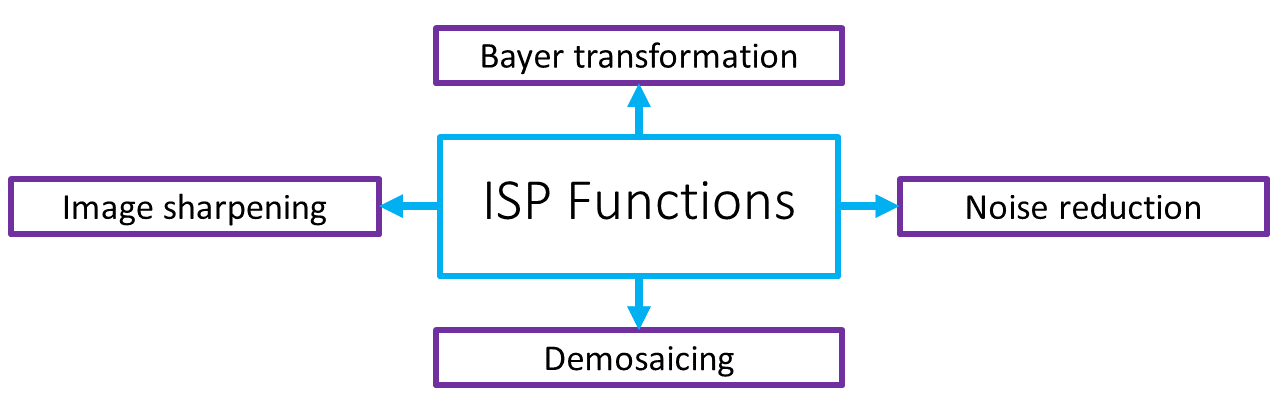 Bayer transformation
Image sharpening
ISP Functions
Noise reduction
Demosaicing